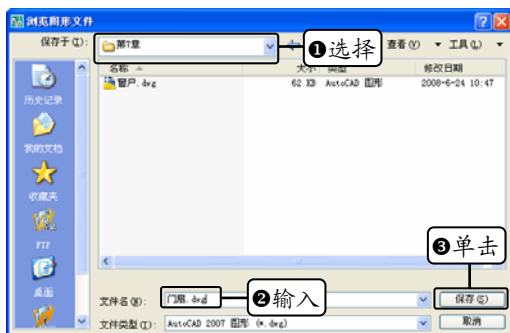 浏览图形文件
保存于(I):
第7章
❶选择
查看(V)
工具(L)
名称
大小
类型
修改日期
窗户.dwg
62 KB
AutoCAD 图形
2008-6-24 10:47
历史记录
我的文档
收藏夹
FTP
桌面
❸单击
文件名(N):
门扇.dwg
❷输入
保存(S)
文件类型(T):
AutoCAD 2007 图形 (*.dwg)
取消